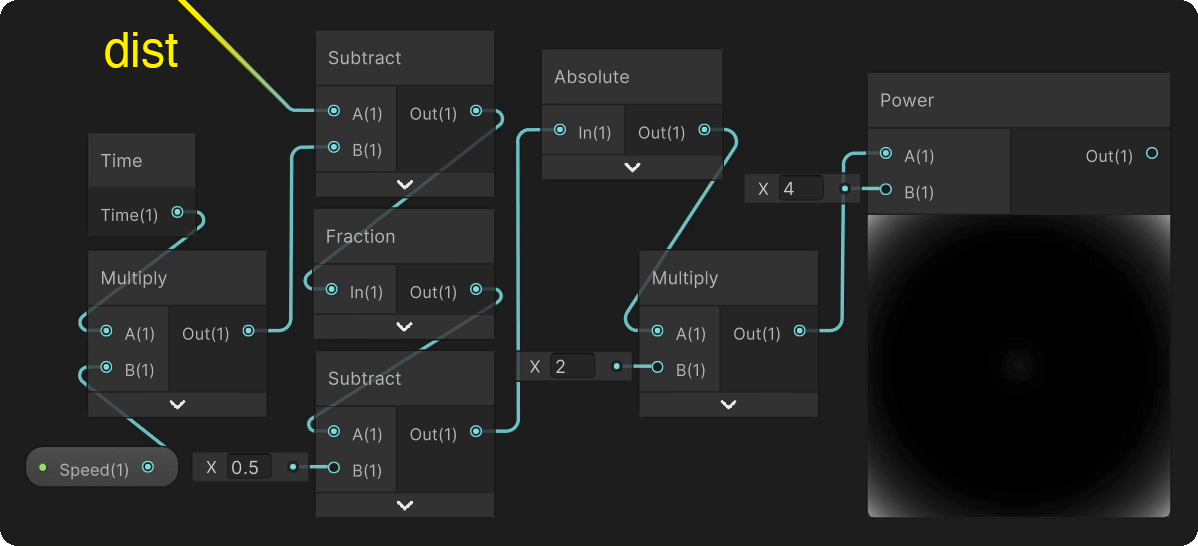 dist
Subtract
A(1) Out(1)
B(1)
Time
Time(1)
Multiply
A(1) Out(1)
B(1)
Speed(1)
Fraction
In(1) Out(1)
Subtract
A(1) Out(1)
X 0.5 B(1)
Absolute
In(1) Out(1)
Multiply
A(1) Out(1)
X 2 B(1)
Power
A(1) Out(1)
X 4 B(1)